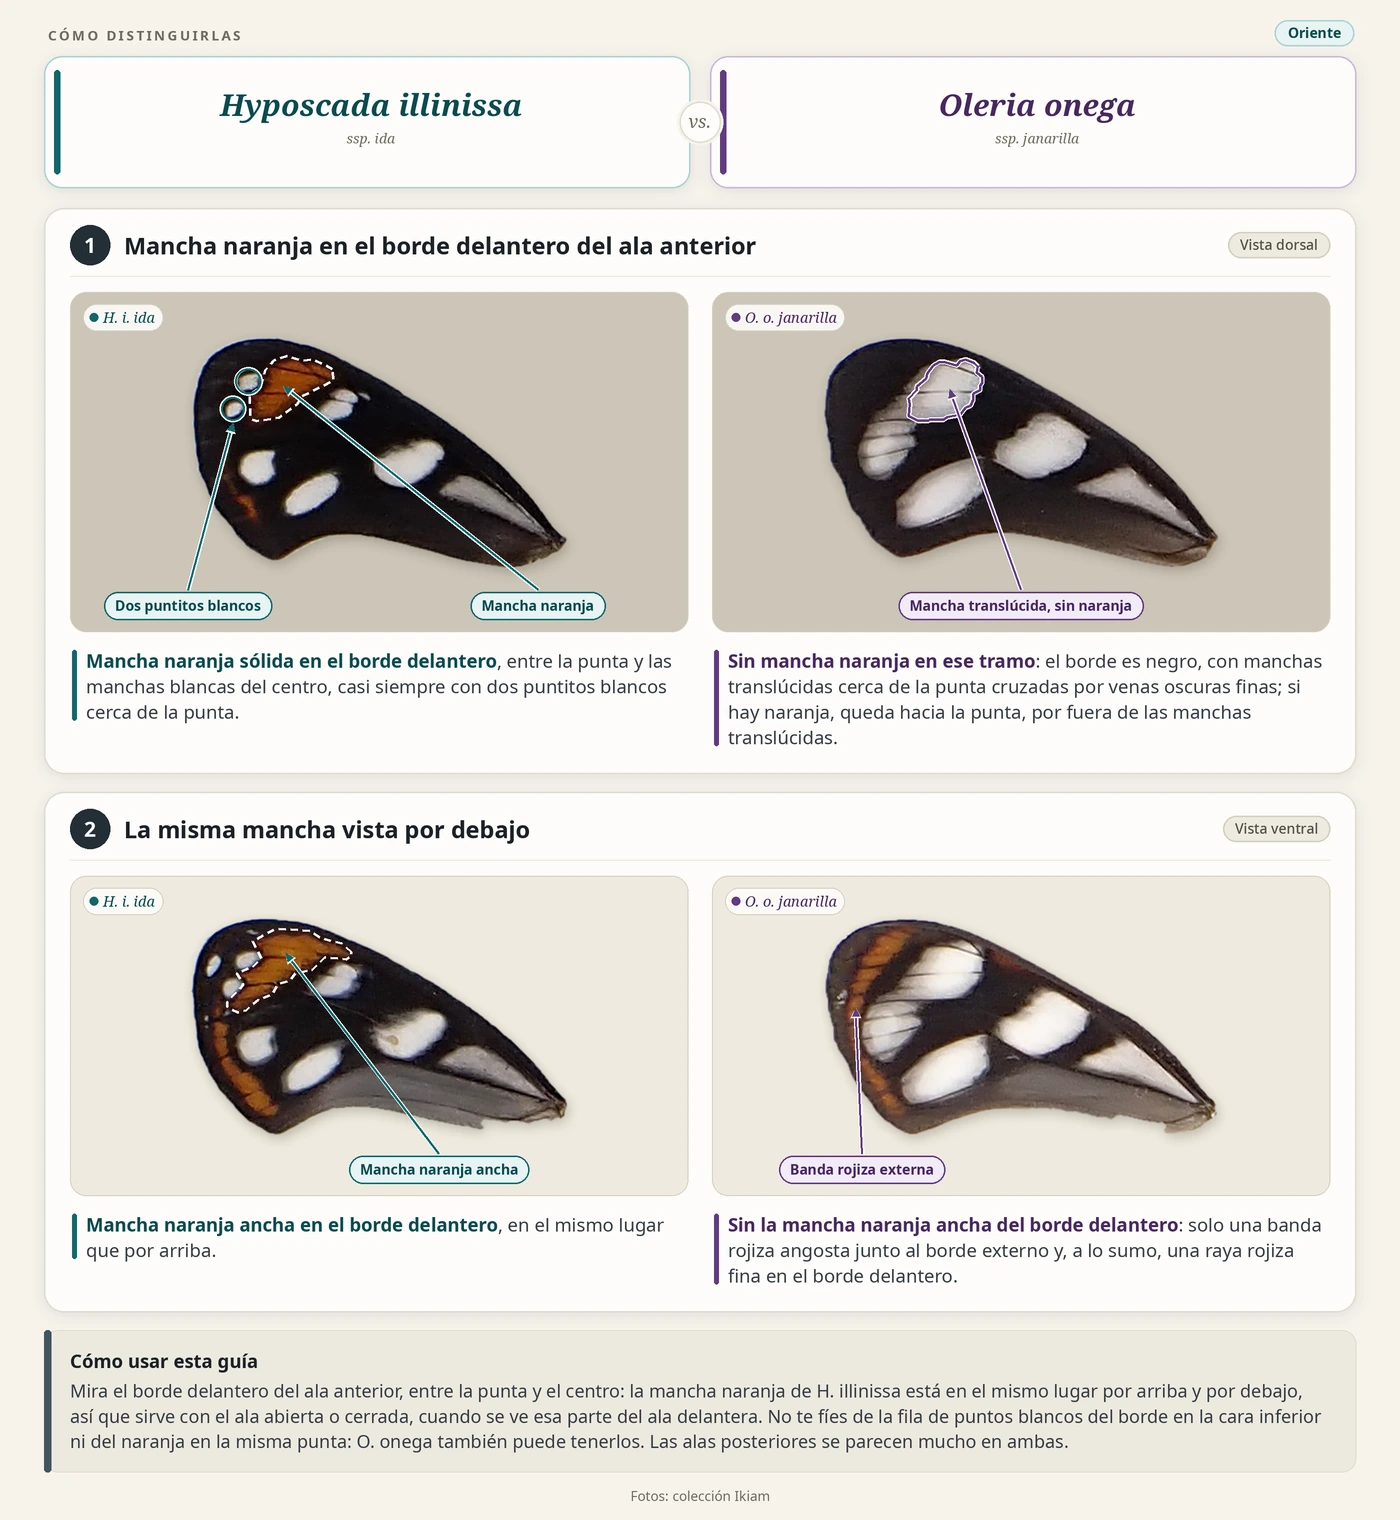 CÓMO DISTINGUIRLAS
Oriente
Hyposcada illinissa
ssp. ida
vs.
Oleria onega
ssp. janarilla
1
Mancha naranja en el borde delantero del ala anterior
Vista dorsal
H. i. ida
Dos puntitos blancos
Mancha naranja
O. o. janarilla
Mancha translúcida, sin naranja
Mancha naranja sólida en el borde delantero, entre la punta y las
manchas blancas del centro, casi siempre con dos puntitos blancos
cerca de la punta.
Sin mancha naranja en ese tramo: el borde es negro, con manchas
translúcidas cerca de la punta cruzadas por venas oscuras finas; si
hay naranja, queda hacia la punta, por fuera de las manchas
translúcidas.
2
La misma mancha vista por debajo
Vista ventral
H. i. ida
Mancha naranja ancha
O. o. janarilla
Banda rojiza externa
Mancha naranja ancha en el borde delantero, en el mismo lugar
que por arriba.
Sin la mancha naranja ancha del borde delantero: solo una banda
rojiza angosta junto al borde externo y, a lo sumo, una raya rojiza
fina en el borde delantero.
Cómo usar esta guía
Mira el borde delantero del ala anterior, entre la punta y el centro: la mancha naranja de H. illinissa está en el mismo lugar por arriba y por debajo,
así que sirve con el ala abierta o cerrada, cuando se ve esa parte del ala delantera. No te fíes de la fila de puntos blancos del borde en la cara inferior
ni del naranja en la misma punta: O. onega también puede tenerlos. Las alas posteriores se parecen mucho en ambas.
Fotos: colección Ikiam